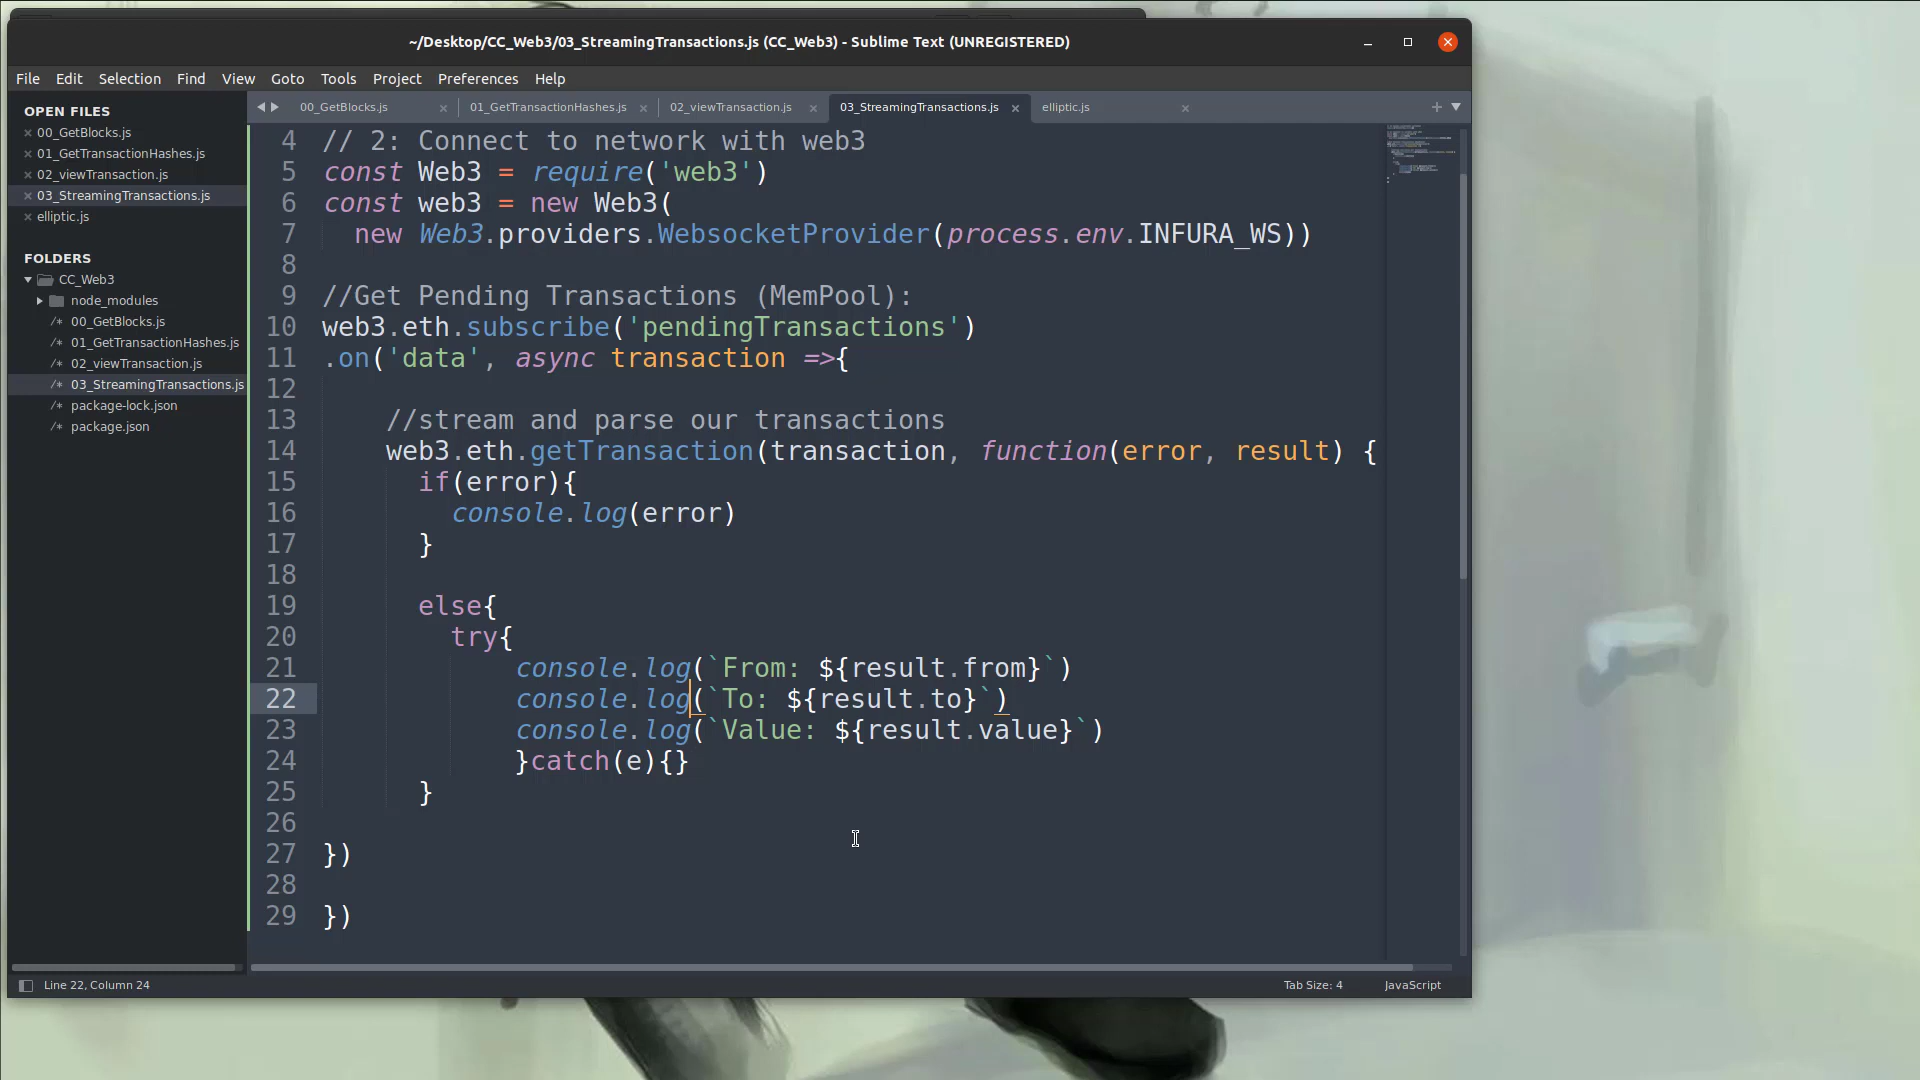 ~/Desktop/CC_Web3/03_StreamingTransactions.js (CC_Web3) - Sublime Text (UNREGISTERED)
File Edit Selection Find View Goto Tools Project Preferences Help
OPEN FILES
00_GetBlocks.js
01_GetTransactionHashes.js
02_viewTransaction.js
03_StreamingTransactions.js
elliptic.js
FOLDERS
CC_Web3
node_modules
/* 00_GetBlocks.js
/* 01_GetTransactionHashes.js
/* 02_viewTransaction.js
/* 03_StreamingTransactions.js
/* package-lock.json
/* package.json
00_GetBlocks.js 01_GetTransactionHashes.js 02_viewTransaction.js 03_StreamingTransactions.js elliptic.js
4 // 2: Connect to network with web3
5 const Web3 = require('web3')
6 const web3 = new Web3(
7   new Web3.providers.WebsocketProvider(process.env.INFURA_WS))
8
9 //Get Pending Transactions (MemPool):
10 web3.eth.subscribe('pendingTransactions')
11 .on('data', async transaction =>{
12
13     //stream and parse our transactions
14     web3.eth.getTransaction(transaction, function(error, result) {
15       if(error){
16         console.log(error)
17       }
18
19       else{
20         try{
21             console.log(`From: ${result.from}`)
22             console.log(`To: ${result.to}`)
23             console.log(`Value: ${result.value}`)
24             }catch(e){}
25       }
26
27 })
28
29 })
Line 22, Column 24 Tab Size: 4 JavaScript